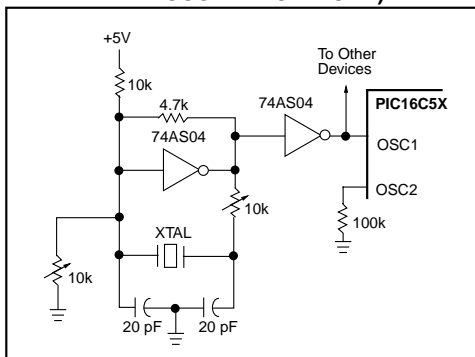 +5V
To Other
Devices
10k
4.7k
74AS04
PIC16C5X
74AS04
OSC1
OSC2
10k
100k
XTAL
10k
20 pF
20 pF